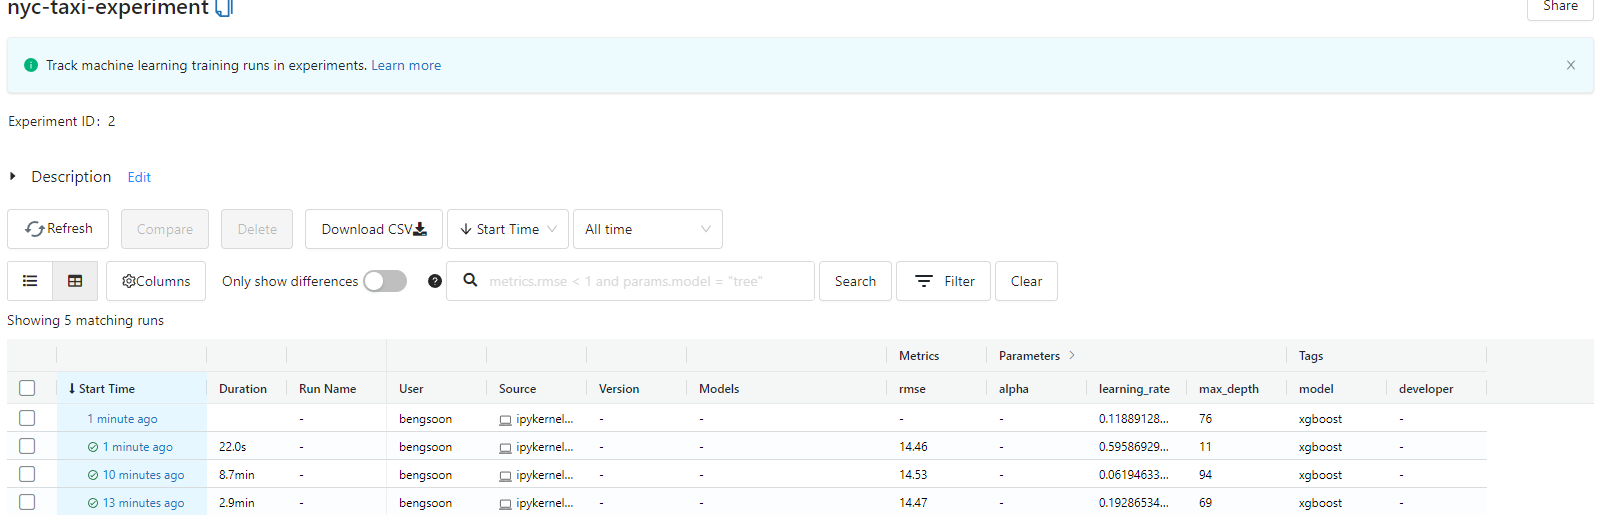 nyc-taxi-experiment
Share
Track machine learning training runs in experiments. Learn more
Experiment ID: 2
Description Edit
Refresh Compare Delete Download CSV Start Time All time
Columns Only show differences ? metrics.rmse < 1 and params.model = "tree" Search Filter Clear
Showing 5 matching runs
Metrics Parameters Tags
Start Time Duration Run Name User Source Version Models rmse alpha learning_rate max_depth model developer
1 minute ago - bengsoon ipykernel... - - - - 0.11889128... 76 xgboost -
1 minute ago 22.0s - bengsoon ipykernel... - - 14.46 - 0.59586929... 11 xgboost -
10 minutes ago 8.7min - bengsoon ipykernel... - - 14.53 - 0.06194633... 94 xgboost -
13 minutes ago 2.9min - bengsoon ipykernel... - - 14.47 - 0.19286534... 69 xgboost -